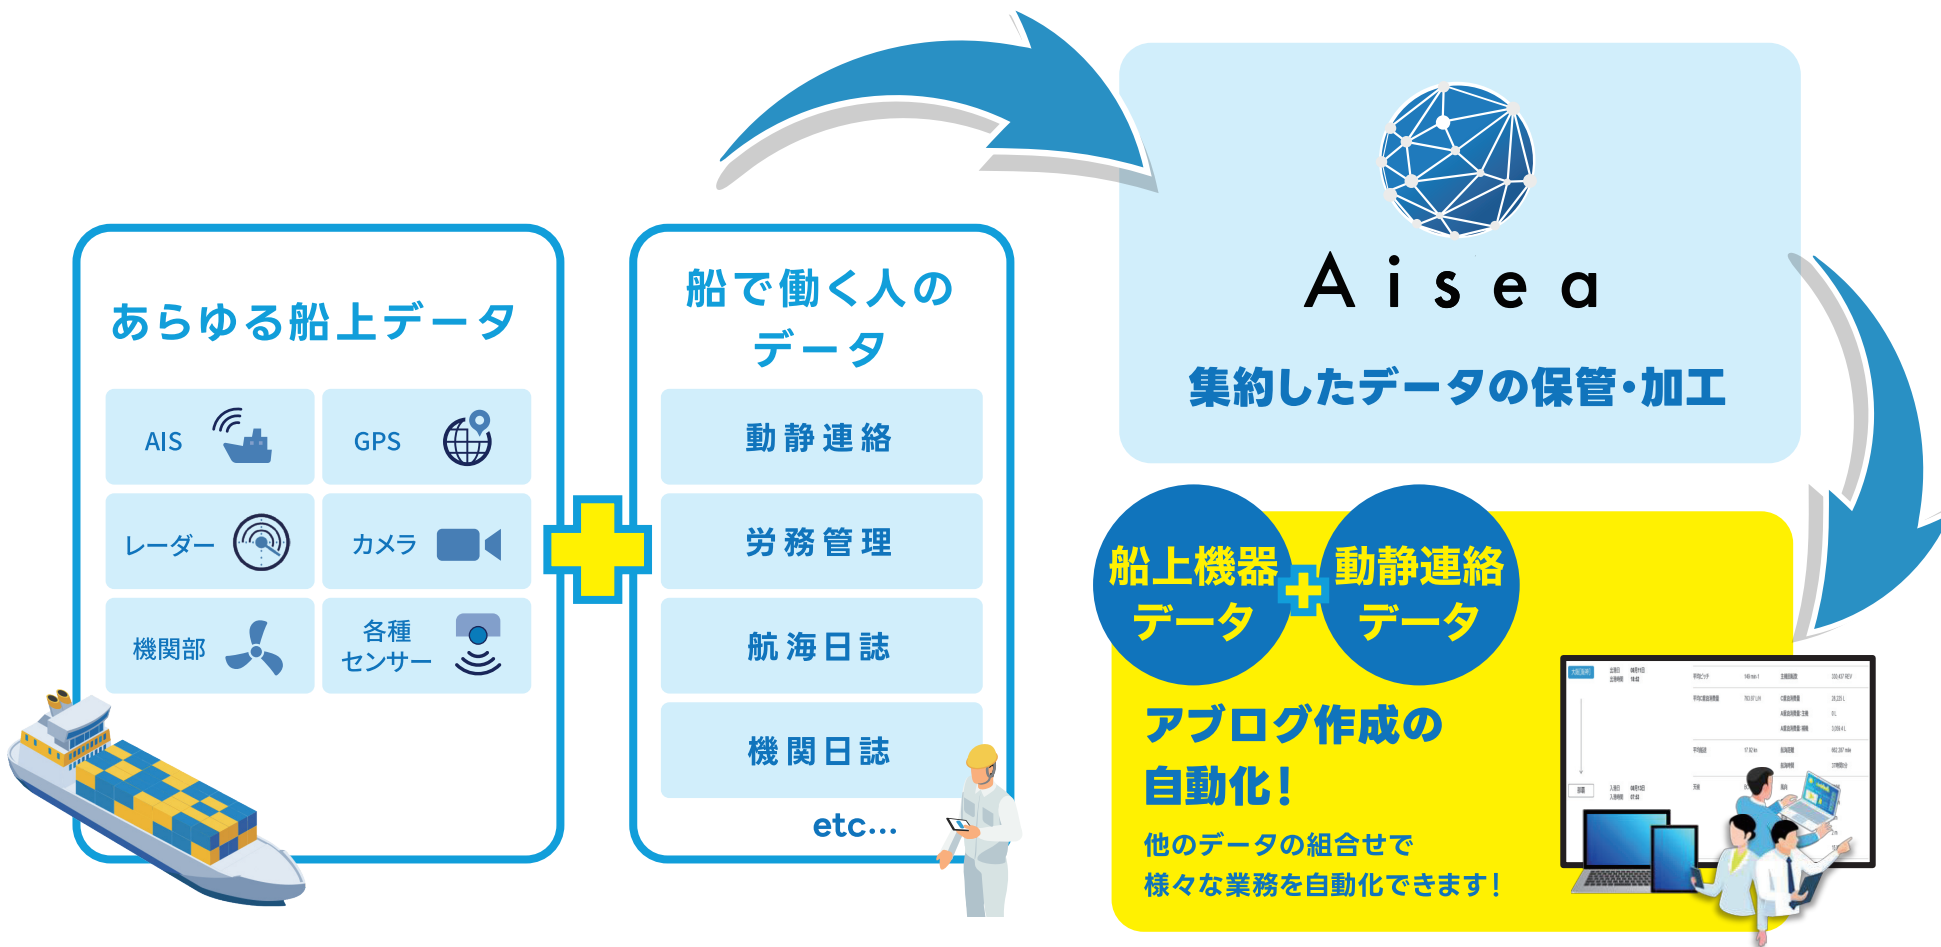 あらゆる船上データ
AIS
GPS
レーダー
カメラ
機関部
各種
センサー
船で働く人の
データ
動静連絡
労務管理
航海日誌
機関日誌
etc…
Aisea
集約したデータの保管・加工
船上機器
データ
動静連絡
データ
アブログ作成の
自動化！
他のデータの組合せで
様々な業務を自動化できます！